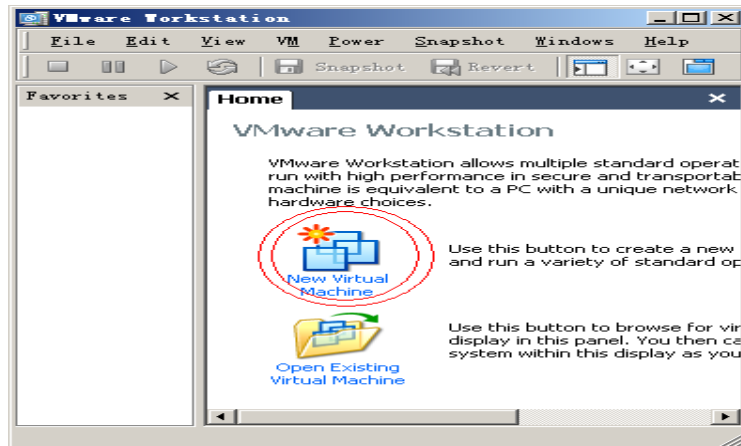 VMware Workstation
File Edit View VM Power Snapshot Windows Help
Snapshot Revert
Favorites
Home
VMware Workstation
VMware Workstation allows multiple standard operat
run with high performance in secure and transportab
machine is equivalent to a PC with a unique network
hardware choices.
New Virtual
Machine
Use this button to create a new
and run a variety of standard op
Open Existing
Virtual Machine
Use this button to browse for vir
display in this panel. You then ca
system within this display as you